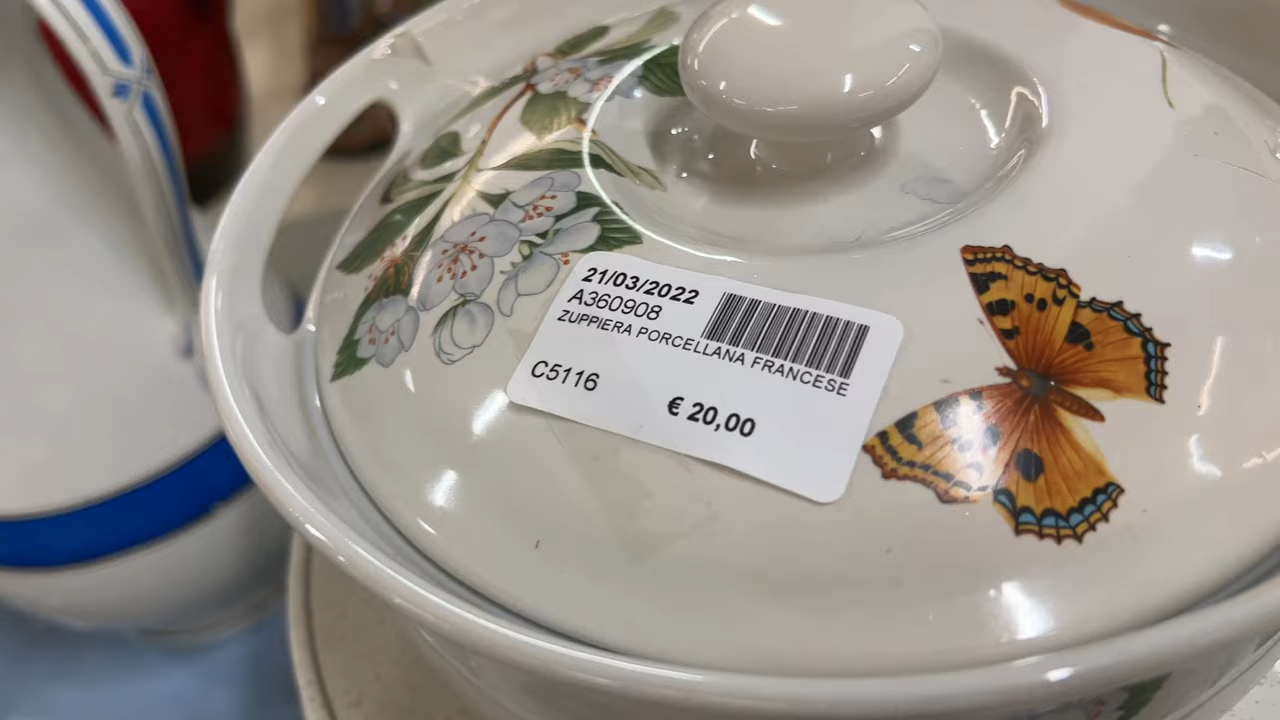 21/03/2022
A360908
ZUPPIERA PORCELLANA FRANCESE
C5116
€ 20,00